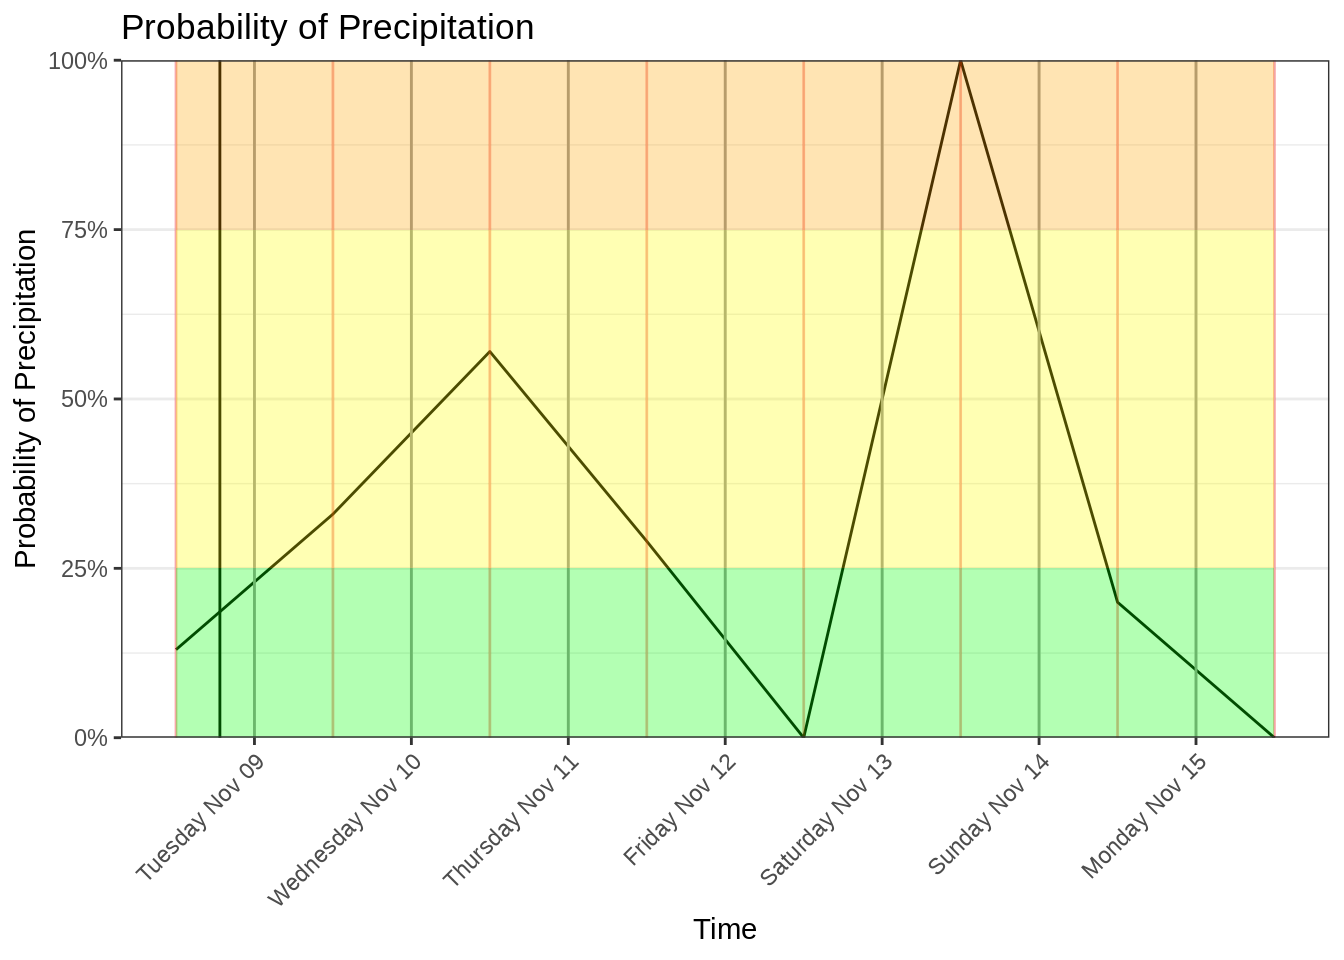 Probability of Precipitation
Probability of Precipitation
100%
75%
50%
25%
0%
Tuesday Nov 09
Wednesday Nov 10
Thursday Nov 11
Friday Nov 12
Saturday Nov 13
Sunday Nov 14
Monday Nov 15
Time